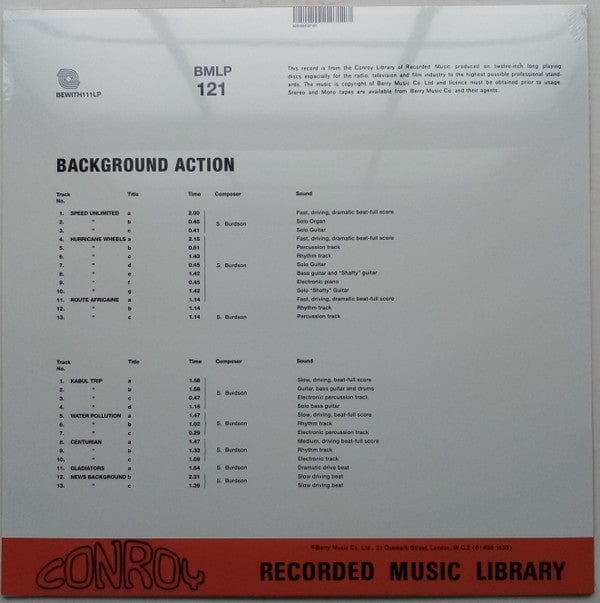 BEWITH111LP
BMLP
121
This record is from the Conroy Library of Recorded Music produced on twelve-inch long playing
discs especially for the radio, television and film industry to the highest possible professional stand-
ards. The music is copyright of Berry Music Co. Ltd and licence must be obtained prior to usage.
Stereo and Mono tapes are available from Berry Music Co. and their agents.
BACKGROUND ACTION
Track No. Title Time Composer Sound
1. SPEED UNLIMITED a 2.00 Fast, driving, dramatic beat-full score
2. " b 0.45 S. Burdson Solo Organ
3. " c 0.41 Solo Guitar
4. HURRICANE WHEELS a 2.15 Fast, driving, dramatic beat-full score
5. " b 0.51 Percussion track
6. " c 1.43 Rhythm track
7. " d 0.45 S. Burdson Solo Guitar
8. " e 1.42 Bass guitar and "Shafty" guitar
9. " f 0.45 Electronic piano
10. " g 1.42 Solo "Shafty" Guitar
11. ROUTE AFRICAINE a 1.14 Fast, driving, dramatic beat-full score
12. " b 1.14 Rhythm track
13. " c 1.14 S. Burdson Percussion track
Track No. Title Time Composer Sound
1. KABUL TRIP a 1.58 Slow, driving, beat-full score
2. " b 1.58 S. Burdson Guitar, bass guitar and drums
3. " c 0.47 Electronic percussion track
4. " d 1.16 Solo bass guitar
5. WATER POLLUTION a 1.47 Slow, driving, beat-full score
6. " b 1.02 S. Burdson Rhythm track
7. " c 0.29 Electronic percussion track
8. CENTURIAN a 1.47 Medium, driving beat-full score
9. " b 1.33 S. Burdson Rhythm track
10. " c 1.09 Electronic track
11. GLADIATORS a 1.54 Dramatic drive beat
12. NEWS BACKGROUND b 2.31 S. Burdson Slow driving beat
13. " c 1.39 Slow driving beat
©Berry Music Co. Ltd., 21 Denmark Street, London, W.C.2
CONROY RECORDED MUSIC LIBRARY